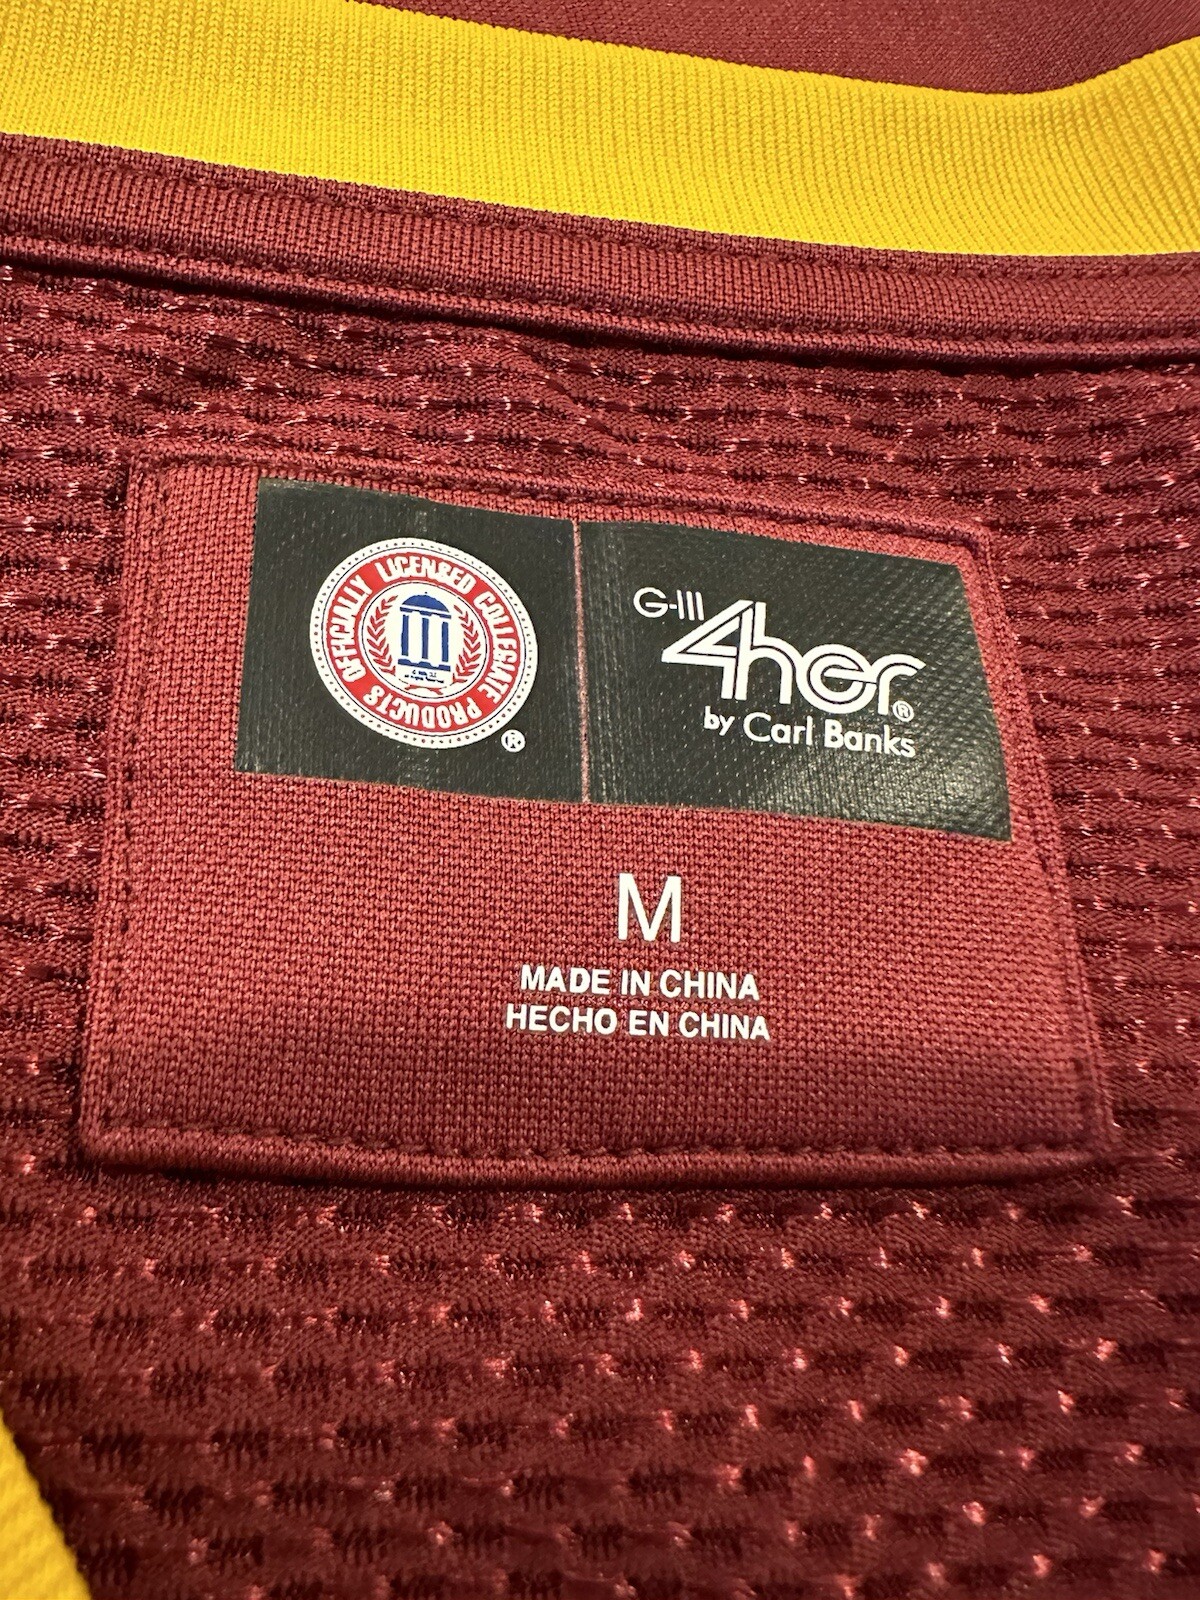 OFFICIALLY LICENSED COLLEGIATE PRODUCTS
®
G-III
4her®
by Carl Banks
M
MADE IN CHINA
HECHO EN CHINA